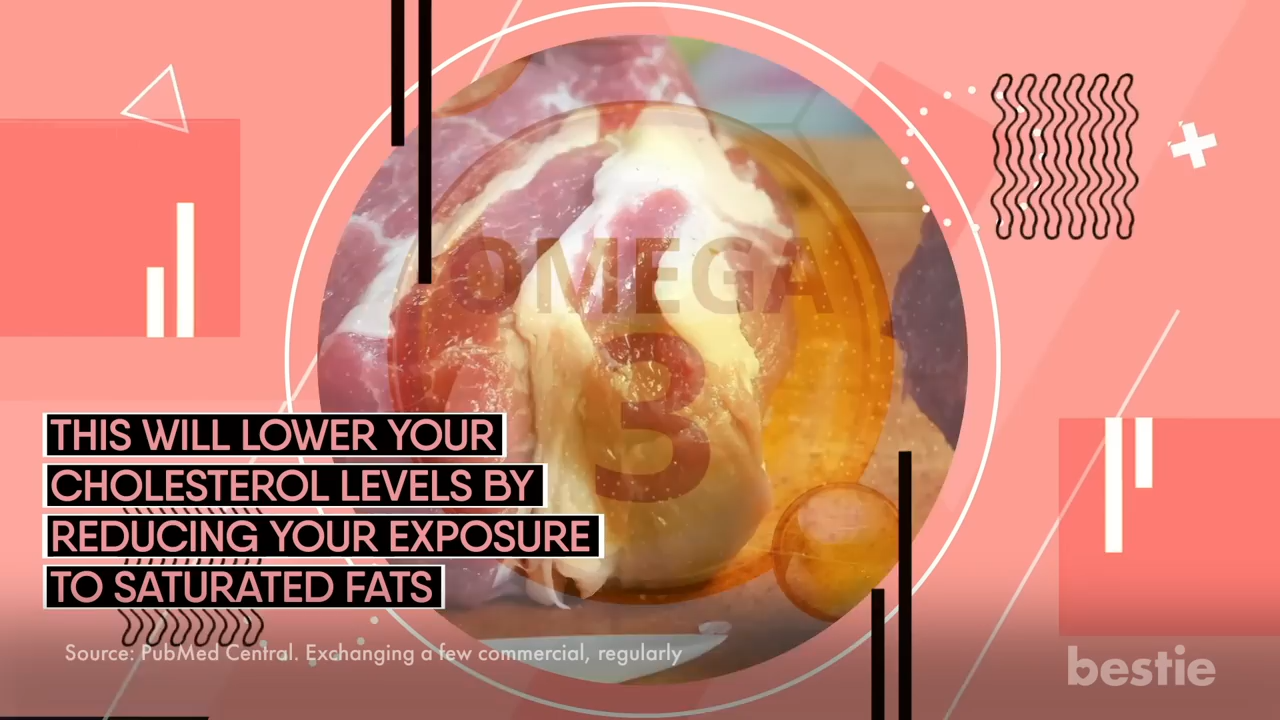 OMEGA
3
THIS WILL LOWER YOUR
CHOLESTEROL LEVELS BY
REDUCING YOUR EXPOSURE
TO SATURATED FATS
Source: PubMed Central. Exchanging a few commercial, regularly
bestie